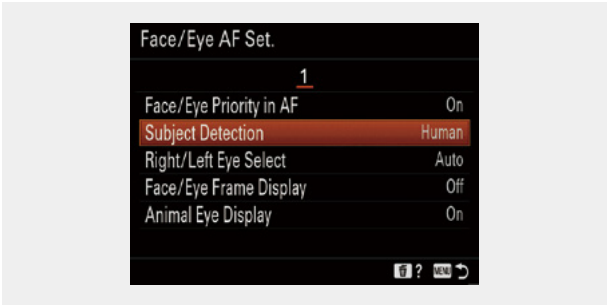 Face/Eye AF Set.
1
Face/Eye Priority in AF On
Subject Detection Human
Right/Left Eye Select Auto
Face/Eye Frame Display Off
Animal Eye Display On
? MENU